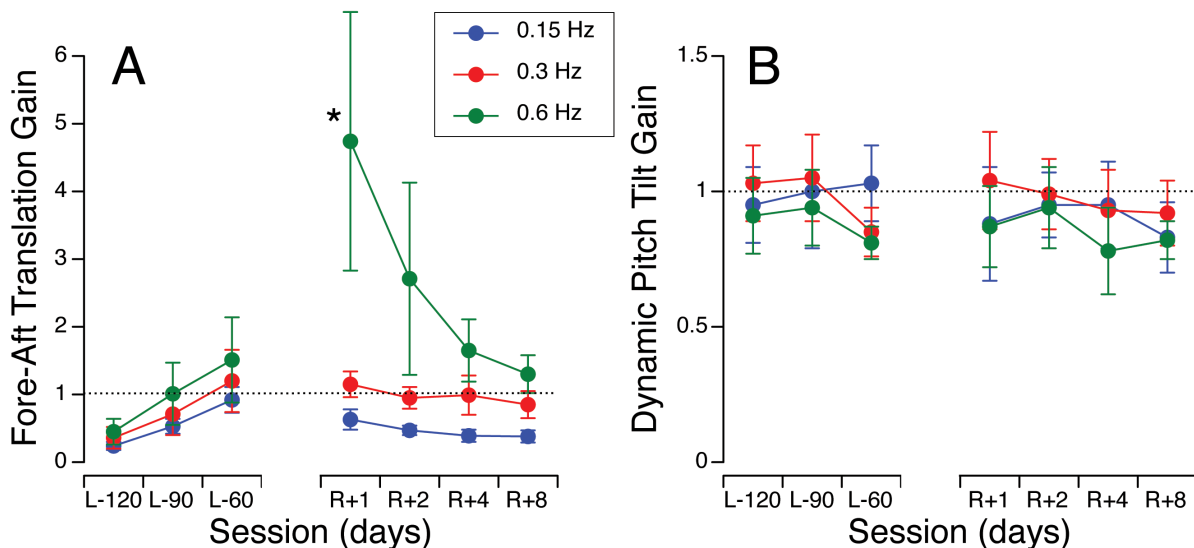 A
Fore-Aft Translation Gain
6
5
4
3
2
1
0
*
0.15 Hz
0.3 Hz
0.6 Hz
L-120 L-90 L-60 R+1 R+2 R+4 R+8
Session (days)
B
Dynamic Pitch Tilt Gain
1.5
1
0.5
0
L-120 L-90 L-60 R+1 R+2 R+4 R+8
Session (days)